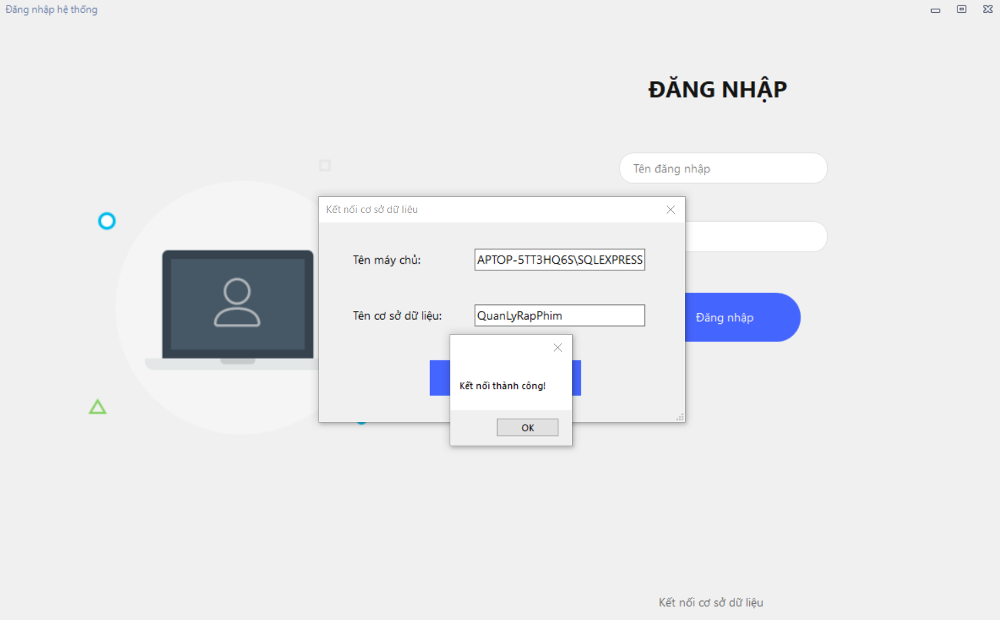 Đăng nhập hệ thống
ĐĂNG NHẬP
Tên đăng nhập
Kết nối cơ sở dữ liệu
Tên máy chủ:
APTOP-5TT3HQ6S\SQLEXPRESS
Tên cơ sở dữ liệu:
QuanLyRapPhim
Đăng nhập
Kết nối thành công!
OK
Kết nối cơ sở dữ liệu